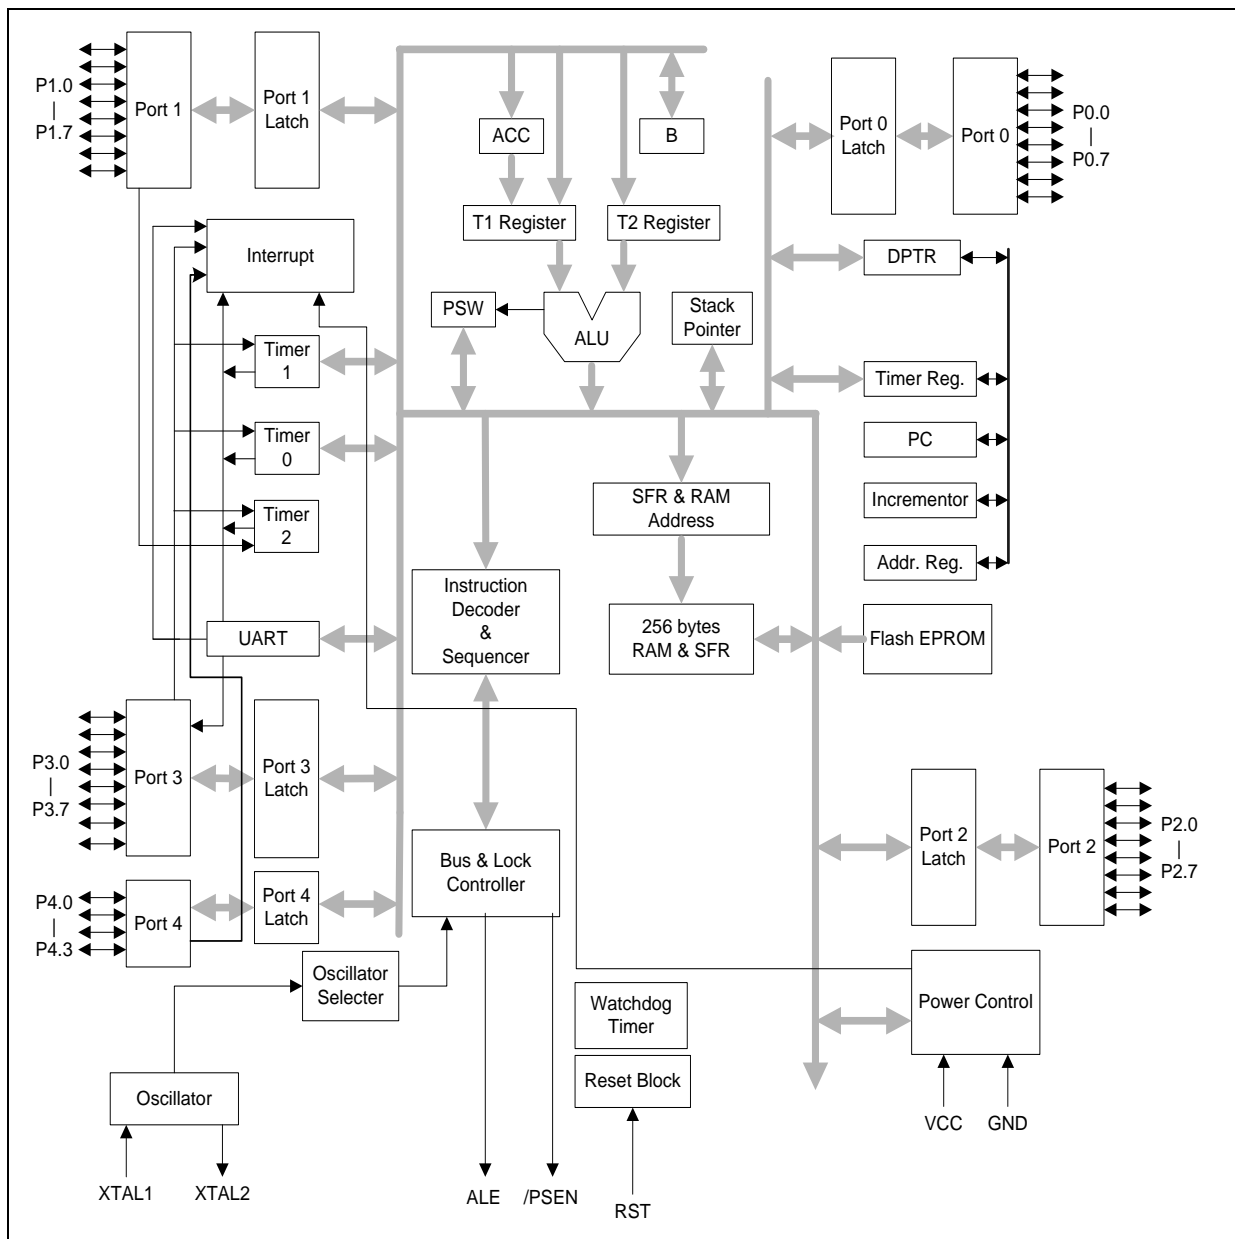 P1.0
|
P1.7
Port 1
Port 1
Latch
ACC
B
Port 0
Latch
Port 0
P0.0
|
P0.7
T1 Register
T2 Register
Interrupt
DPTR
PSW
ALU
Stack
Pointer
Timer
1
Timer Reg.
Timer
0
PC
SFR & RAM
Address
Incrementor
Timer
2
Addr. Reg.
Instruction
Decoder
&
Sequencer
256 bytes
RAM & SFR
Flash EPROM
UART
P3.0
|
P3.7
Port 3
Port 3
Latch
Port 2
Latch
Port 2
P2.0
|
P2.7
Bus & Lock
Controller
P4.0
|
P4.3
Port 4
Port 4
Latch
Oscillator
Selecter
Watchdog
Timer
Power Control
Reset Block
Oscillator
VCC
GND
XTAL1
XTAL2
ALE
/PSEN
RST